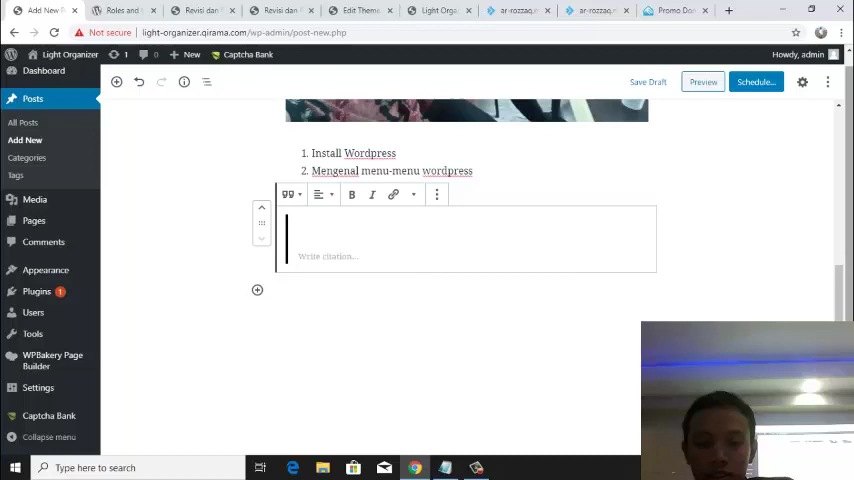 Add New P
Roles and
Revisi dan R
Revisi dan R
Edit Theme
Light Orga
ar-rozzaq.m
ar-rozzaq.m
Promo Do
Not secure
light-organizer.qirama.com/wp-admin/post-new.php
Light Organizer
1
0
New
Captcha Bank
Howdy, admin
Dashboard
Posts
All Posts
Add New
Categories
Tags
Media
Pages
Comments
Appearance
Plugins 1
Users
Tools
WPBakery Page
Builder
Settings
Captcha Bank
Collapse menu
Save Draft
Preview
Schedule...
1. Install Wordpress
2. Mengenal menu-menu wordpress
B I
Write citation...
Type here to search